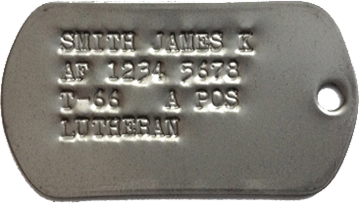 SMITH JAMES K
AF 1234 5678
T-66 A POS
LUTHERAN